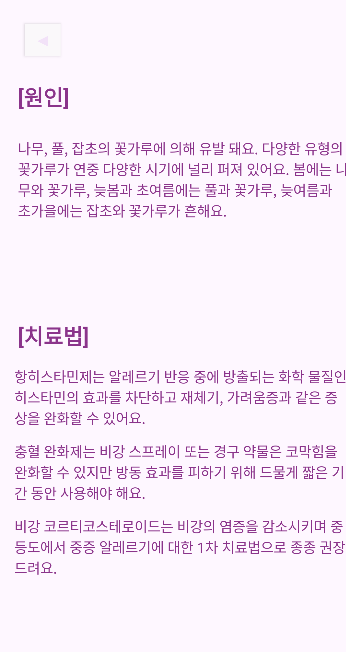 [원인]
나무, 풀, 잡초의 꽃가루에 의해 유발 돼요. 다양한 유형의
꽃가루가 연중 다양한 시기에 널리 퍼져 있어요. 봄에는 나
무와 꽃가루, 늦봄과 초여름에는 풀과 꽃가루, 늦여름과
초가을에는 잡초와 꽃가루가 흔해요.
[치료법]
항히스타민제는 알레르기 반응 중에 방출되는 화학 물질인
히스타민의 효과를 차단하고 재체기, 가려움증과 같은 증
상을 완화할 수 있어요.
충혈 완화제는 비강 스프레이 또는 경구 약물은 코막힘을
완화할 수 있지만 방동 효과를 피하기 위해 드물게 짧은 기
간 동안 사용해야 해요.
비강 코르티코스테로이드는 비강의 염증을 감소시키며 중
등도에서 중증 알레르기에 대한 1차 치료법으로 종종 권장
드려요.